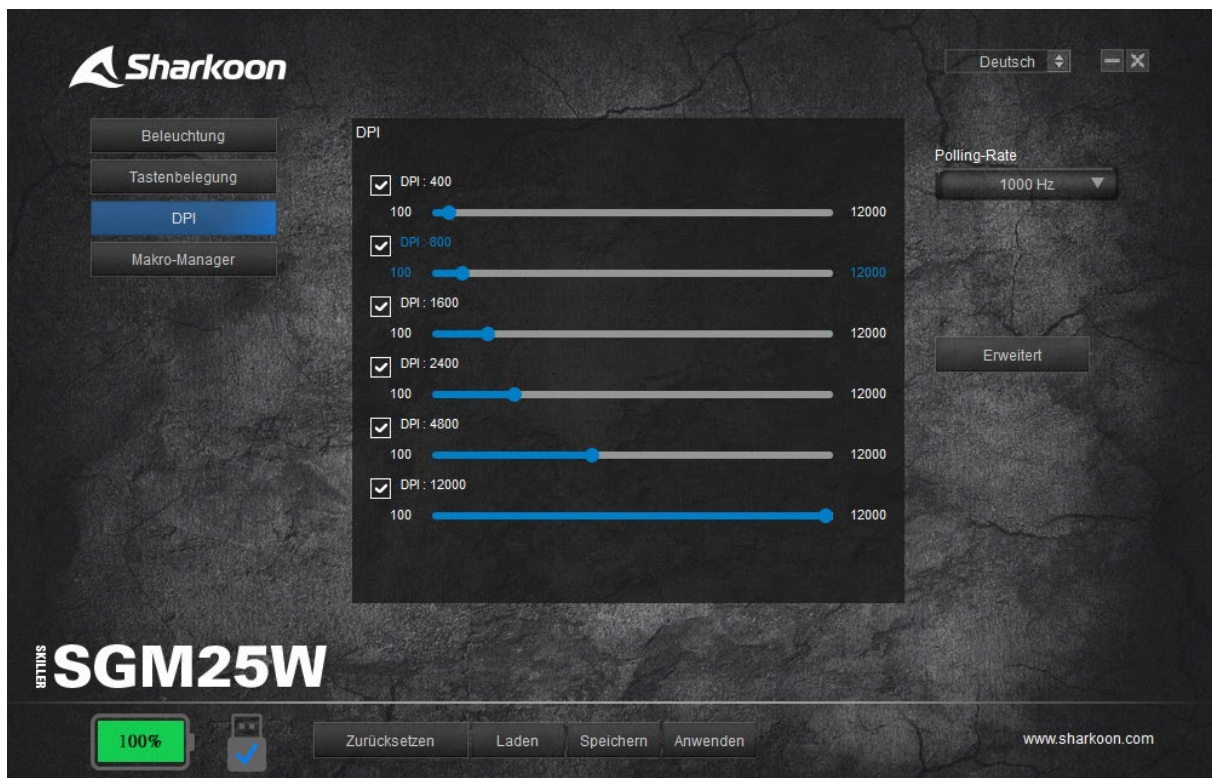 Sharkoon
Deutsch
Beleuchtung
Tastenbelegung
DPI
Makro-Manager
DPI
DPI : 400
100 12000
DPI : 800
100 12000
DPI : 1600
100 12000
DPI : 2400
100 12000
DPI : 4800
100 12000
DPI : 12000
100 12000
Polling-Rate
1000 Hz
Erweitert
SKILLER
SGM25W
100%
Zurücksetzen Laden Speichern Anwenden
www.sharkoon.com